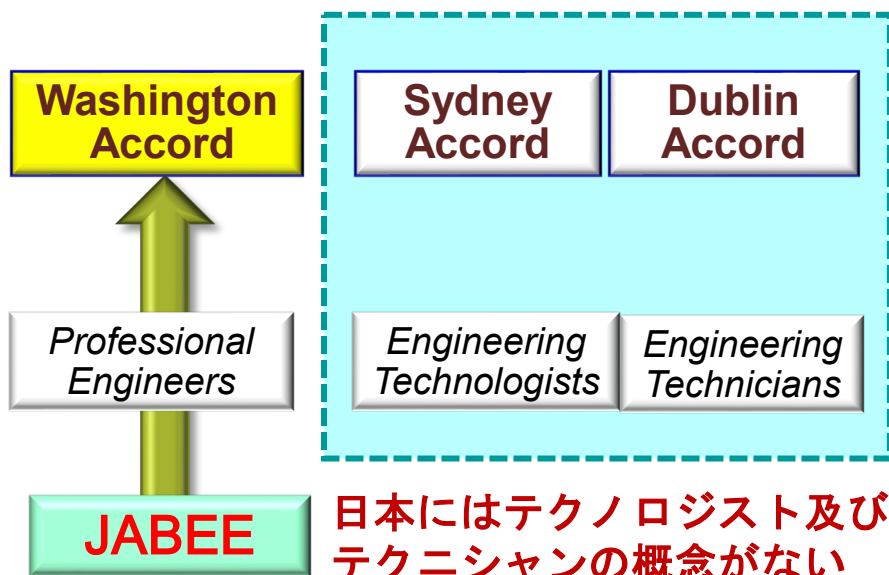 Washington
Accord
Sydney
Accord
Dublin
Accord
Professional
Engineers
Engineering
Technologists
Engineering
Technicians
JABEE
日本にはテクノロジスト及び
テクニシャンの概念がない